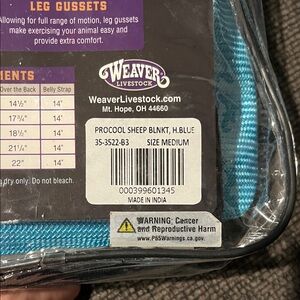 LEG GUSSETS
Allowing for full range of motion, leg gussets
make exercising your animal easy and
provide extra comfort.
WEAVER
LIVESTOCK
WeaverLivestock.com
Mt. Hope, OH 44660
MENTS
Over the Back Belly Strap
14½" 14"
17¾" 14"
18½" 14"
21¼" 14"
22" 14"
PROCOOL SHEEP BLNKT, H.BLUE
35-3522-B3 SIZE MEDIUM
000399601345
MADE IN INDIA
dry only. Do not bleach.
WARNING: Cancer
and Reproductive Harm
www.P65Warnings.ca.gov